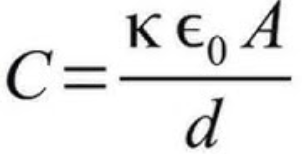 C = κ ϵ₀ A / d